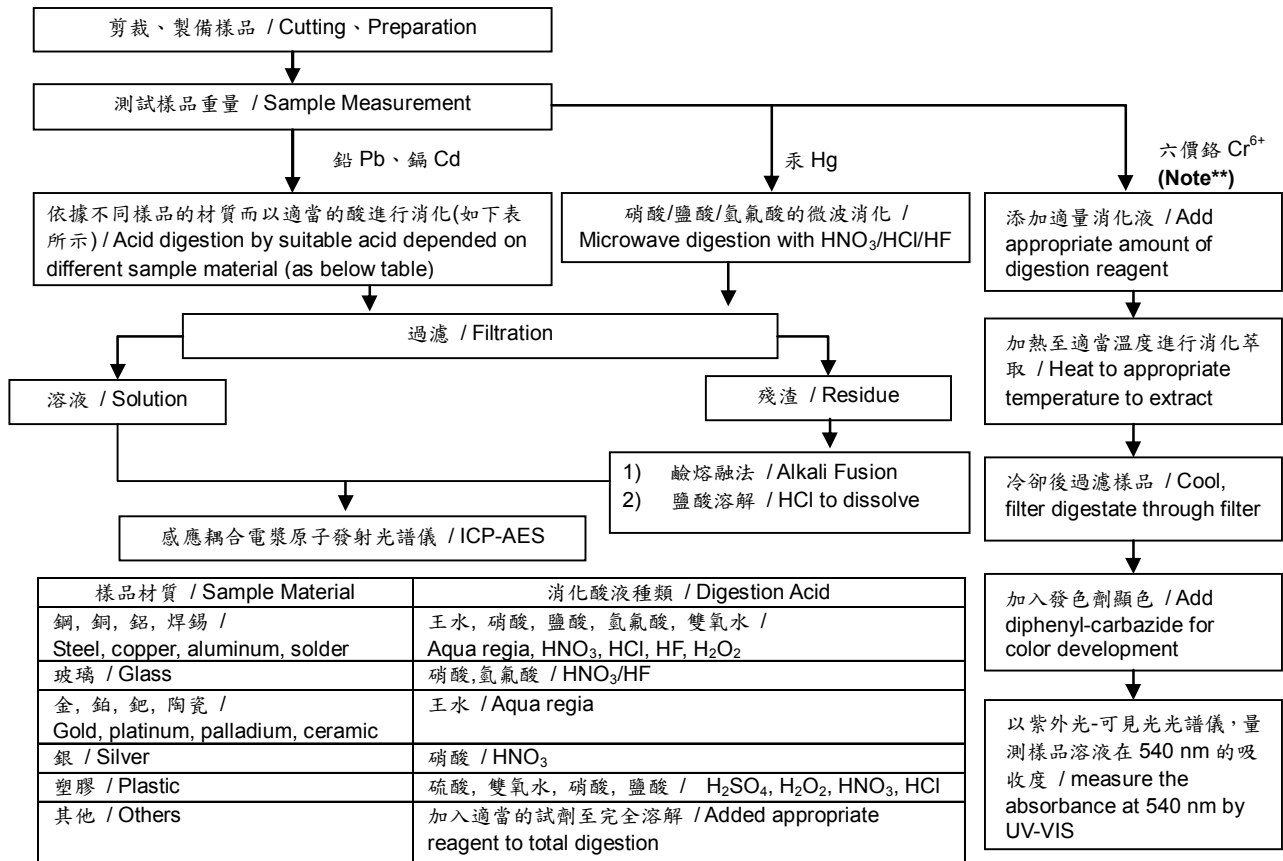 剪裁、製備樣品 / Cutting、Preparation
測試樣品重量 / Sample Measurement
鉛 Pb、鎘 Cd
汞 Hg
六價鉻 Cr⁶⁺
(Note**)
依據不同樣品的材質而以適當的酸進行消化(如下表
所示) / Acid digestion by suitable acid depended on
different sample material (as below table)
硝酸/鹽酸/氫氟酸的微波消化 /
Microwave digestion with HNO₃/HCl/HF
添加適量消化液 / Add
appropriate amount of
digestion reagent
過濾 / Filtration
加熱至適當溫度進行消化萃
取 / Heat to appropriate
temperature to extract
溶液 / Solution
殘渣 / Residue
1) 鹼熔融法 / Alkali Fusion
2) 鹽酸溶解 / HCl to dissolve
冷卻後過濾樣品 / Cool,
filter digestate through filter
感應耦合電漿原子發射光譜儀 / ICP-AES
加入發色劑顯色 / Add
diphenyl-carbazide for
color development
以紫外光-可見光光譜儀，量
測樣品溶液在 540 nm 的吸
收度 / measure the
absorbance at 540 nm by
UV-VIS
樣品材質 / Sample Material 消化酸液種類 / Digestion Acid
鋼, 銅, 鋁, 焊錫 /
Steel, copper, aluminum, solder
王水, 硝酸, 鹽酸, 氫氟酸, 雙氧水 /
Aqua regia, HNO₃, HCl, HF, H₂O₂
玻璃 / Glass 硝酸,氫氟酸 / HNO₃/HF
金, 鉑, 鈀, 陶瓷 /
Gold, platinum, palladium, ceramic
王水 / Aqua regia
銀 / Silver 硝酸 / HNO₃
塑膠 / Plastic 硫酸, 雙氧水, 硝酸, 鹽酸 / H₂SO₄, H₂O₂, HNO₃, HCl
其他 / Others 加入適當的試劑至完全溶解 / Added appropriate
reagent to total digestion